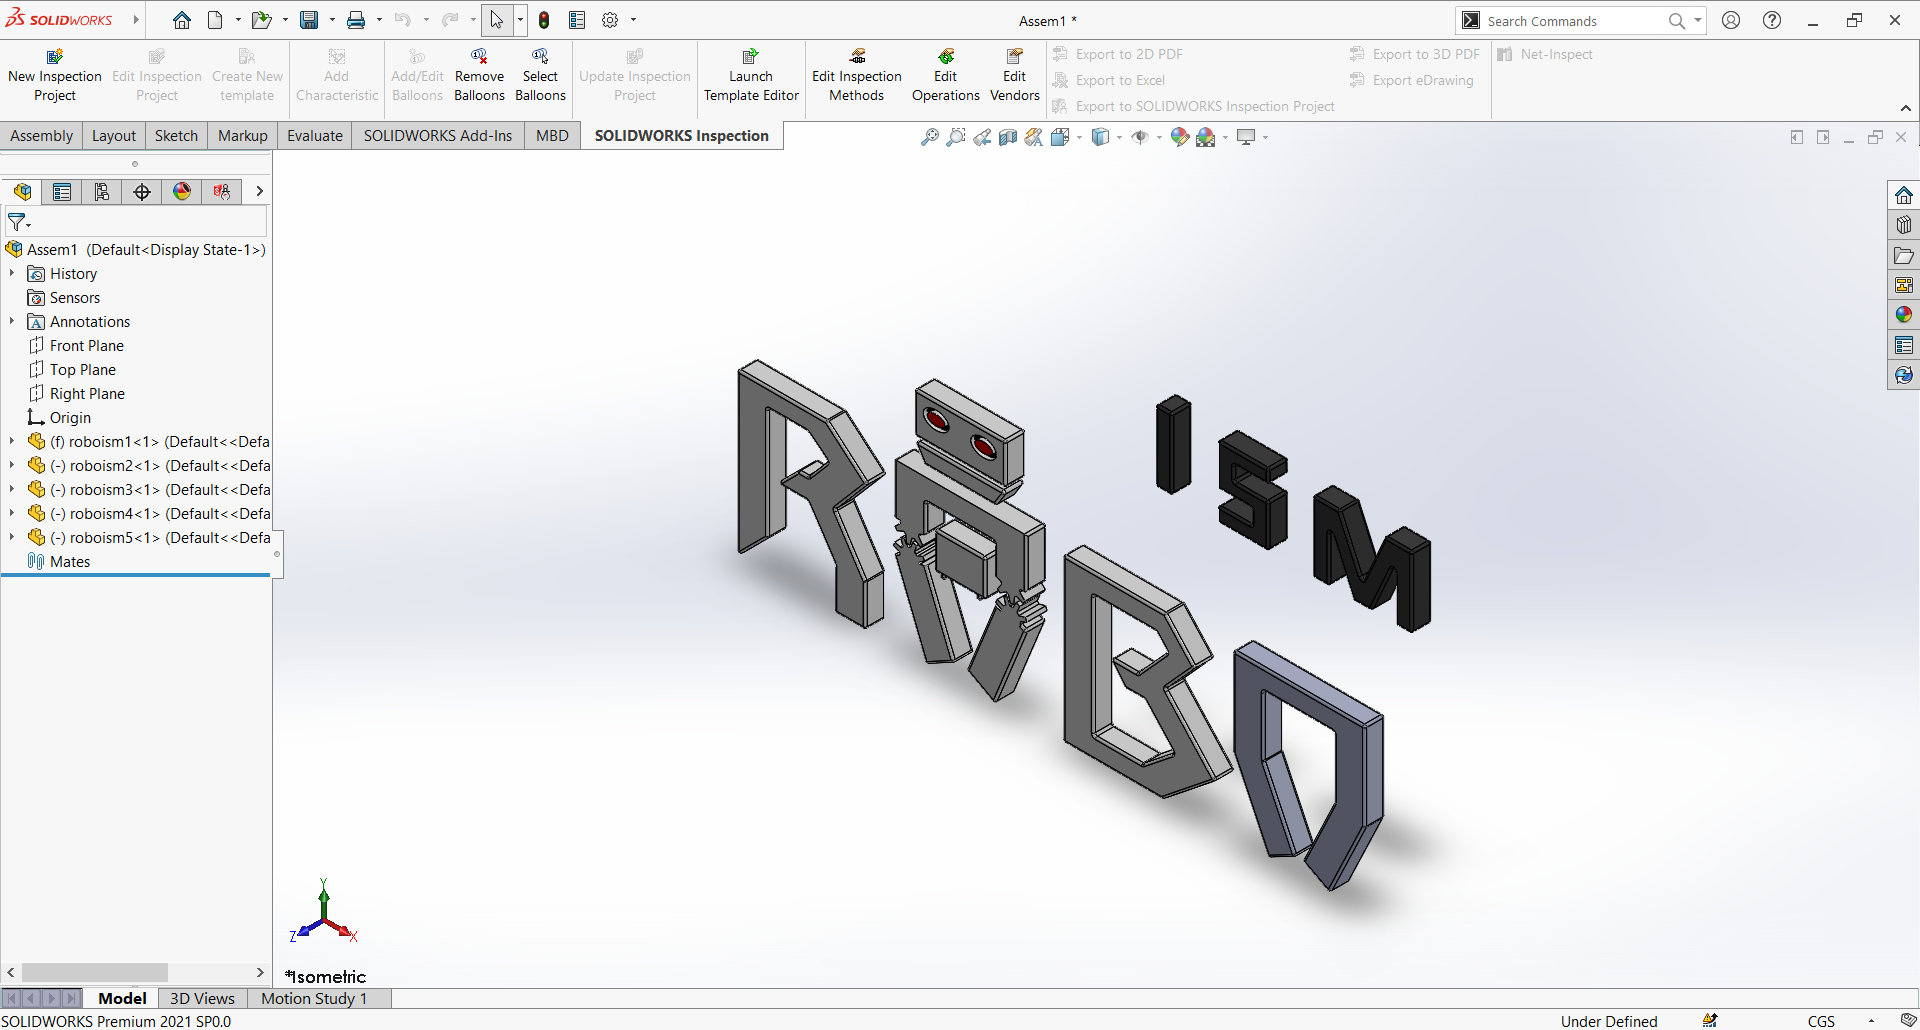 SOLIDWORKS
Assem1 *
Search Commands
New Inspection Project
Edit Inspection Project
Create New template
Add Characteristic
Add/Edit Balloons
Remove Balloons
Select Balloons
Update Inspection Project
Launch Template Editor
Edit Inspection Methods
Edit Operations
Edit Vendors
Export to 2D PDF
Export to Excel
Export to SOLIDWORKS Inspection Project
Export to 3D PDF
Export eDrawing
Net-Inspect
Assembly
Layout
Sketch
Markup
Evaluate
SOLIDWORKS Add-Ins
MBD
SOLIDWORKS Inspection
Assem1 (Default<Display State-1>)
History
Sensors
Annotations
Front Plane
Top Plane
Right Plane
Origin
(f) roboism1<1> (Default<<Defa
(-) roboism2<1> (Default<<Defa
(-) roboism3<1> (Default<<Defa
(-) roboism4<1> (Default<<Defa
(-) roboism5<1> (Default<<Defa
Mates
R B O
ISM
Y
Z
X
*Isometric
Model
3D Views
Motion Study 1
SOLIDWORKS Premium 2021 SP0.0
Under Defined
CGS